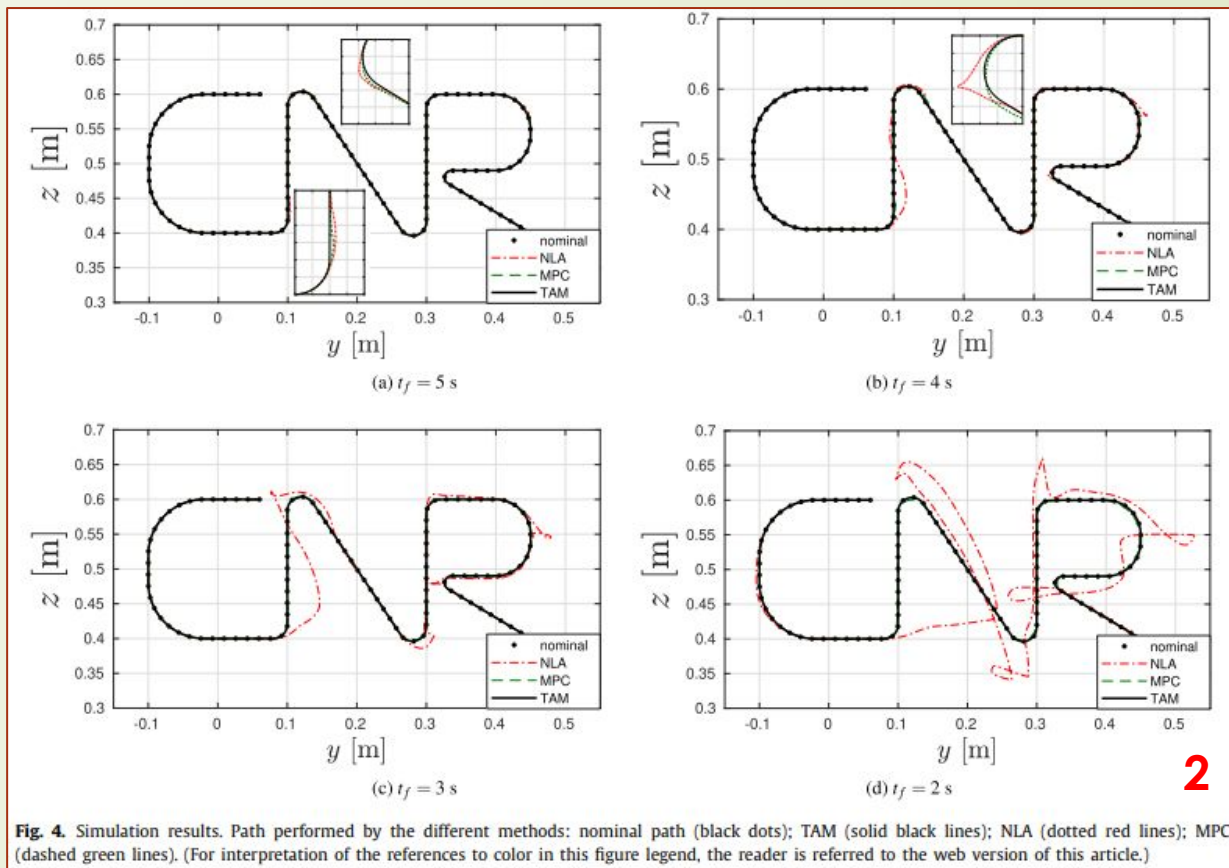 0.7
0.65
0.6
0.55
0.5
0.45
0.4
0.35
0.3
z [m]
-0.1 0 0.1 0.2 0.3 0.4 0.5
y [m]
nominal
NLA
MPC
TAM
(a) t_f = 5 s
0.7
0.6
0.5
0.4
0.3
z [m]
-0.1 0 0.1 0.2 0.3 0.4 0.5
y [m]
nominal
NLA
MPC
TAM
(b) t_f = 4 s
0.7
0.65
0.6
0.55
0.5
0.45
0.4
0.35
0.3
z [m]
-0.1 0 0.1 0.2 0.3 0.4 0.5
y [m]
nominal
NLA
MPC
TAM
(c) t_f = 3 s
0.7
0.65
0.6
0.55
0.5
0.45
0.4
0.35
0.3
z [m]
-0.1 0 0.1 0.2 0.3 0.4 0.5
y [m]
nominal
NLA
MPC
TAM
(d) t_f = 2 s
2
Fig. 4. Simulation results. Path performed by the different methods: nominal path (black dots); TAM (solid black lines); NLA (dotted red lines); MPC
(dashed green lines). (For interpretation of the references to color in this figure legend, the reader is referred to the web version of this article.)